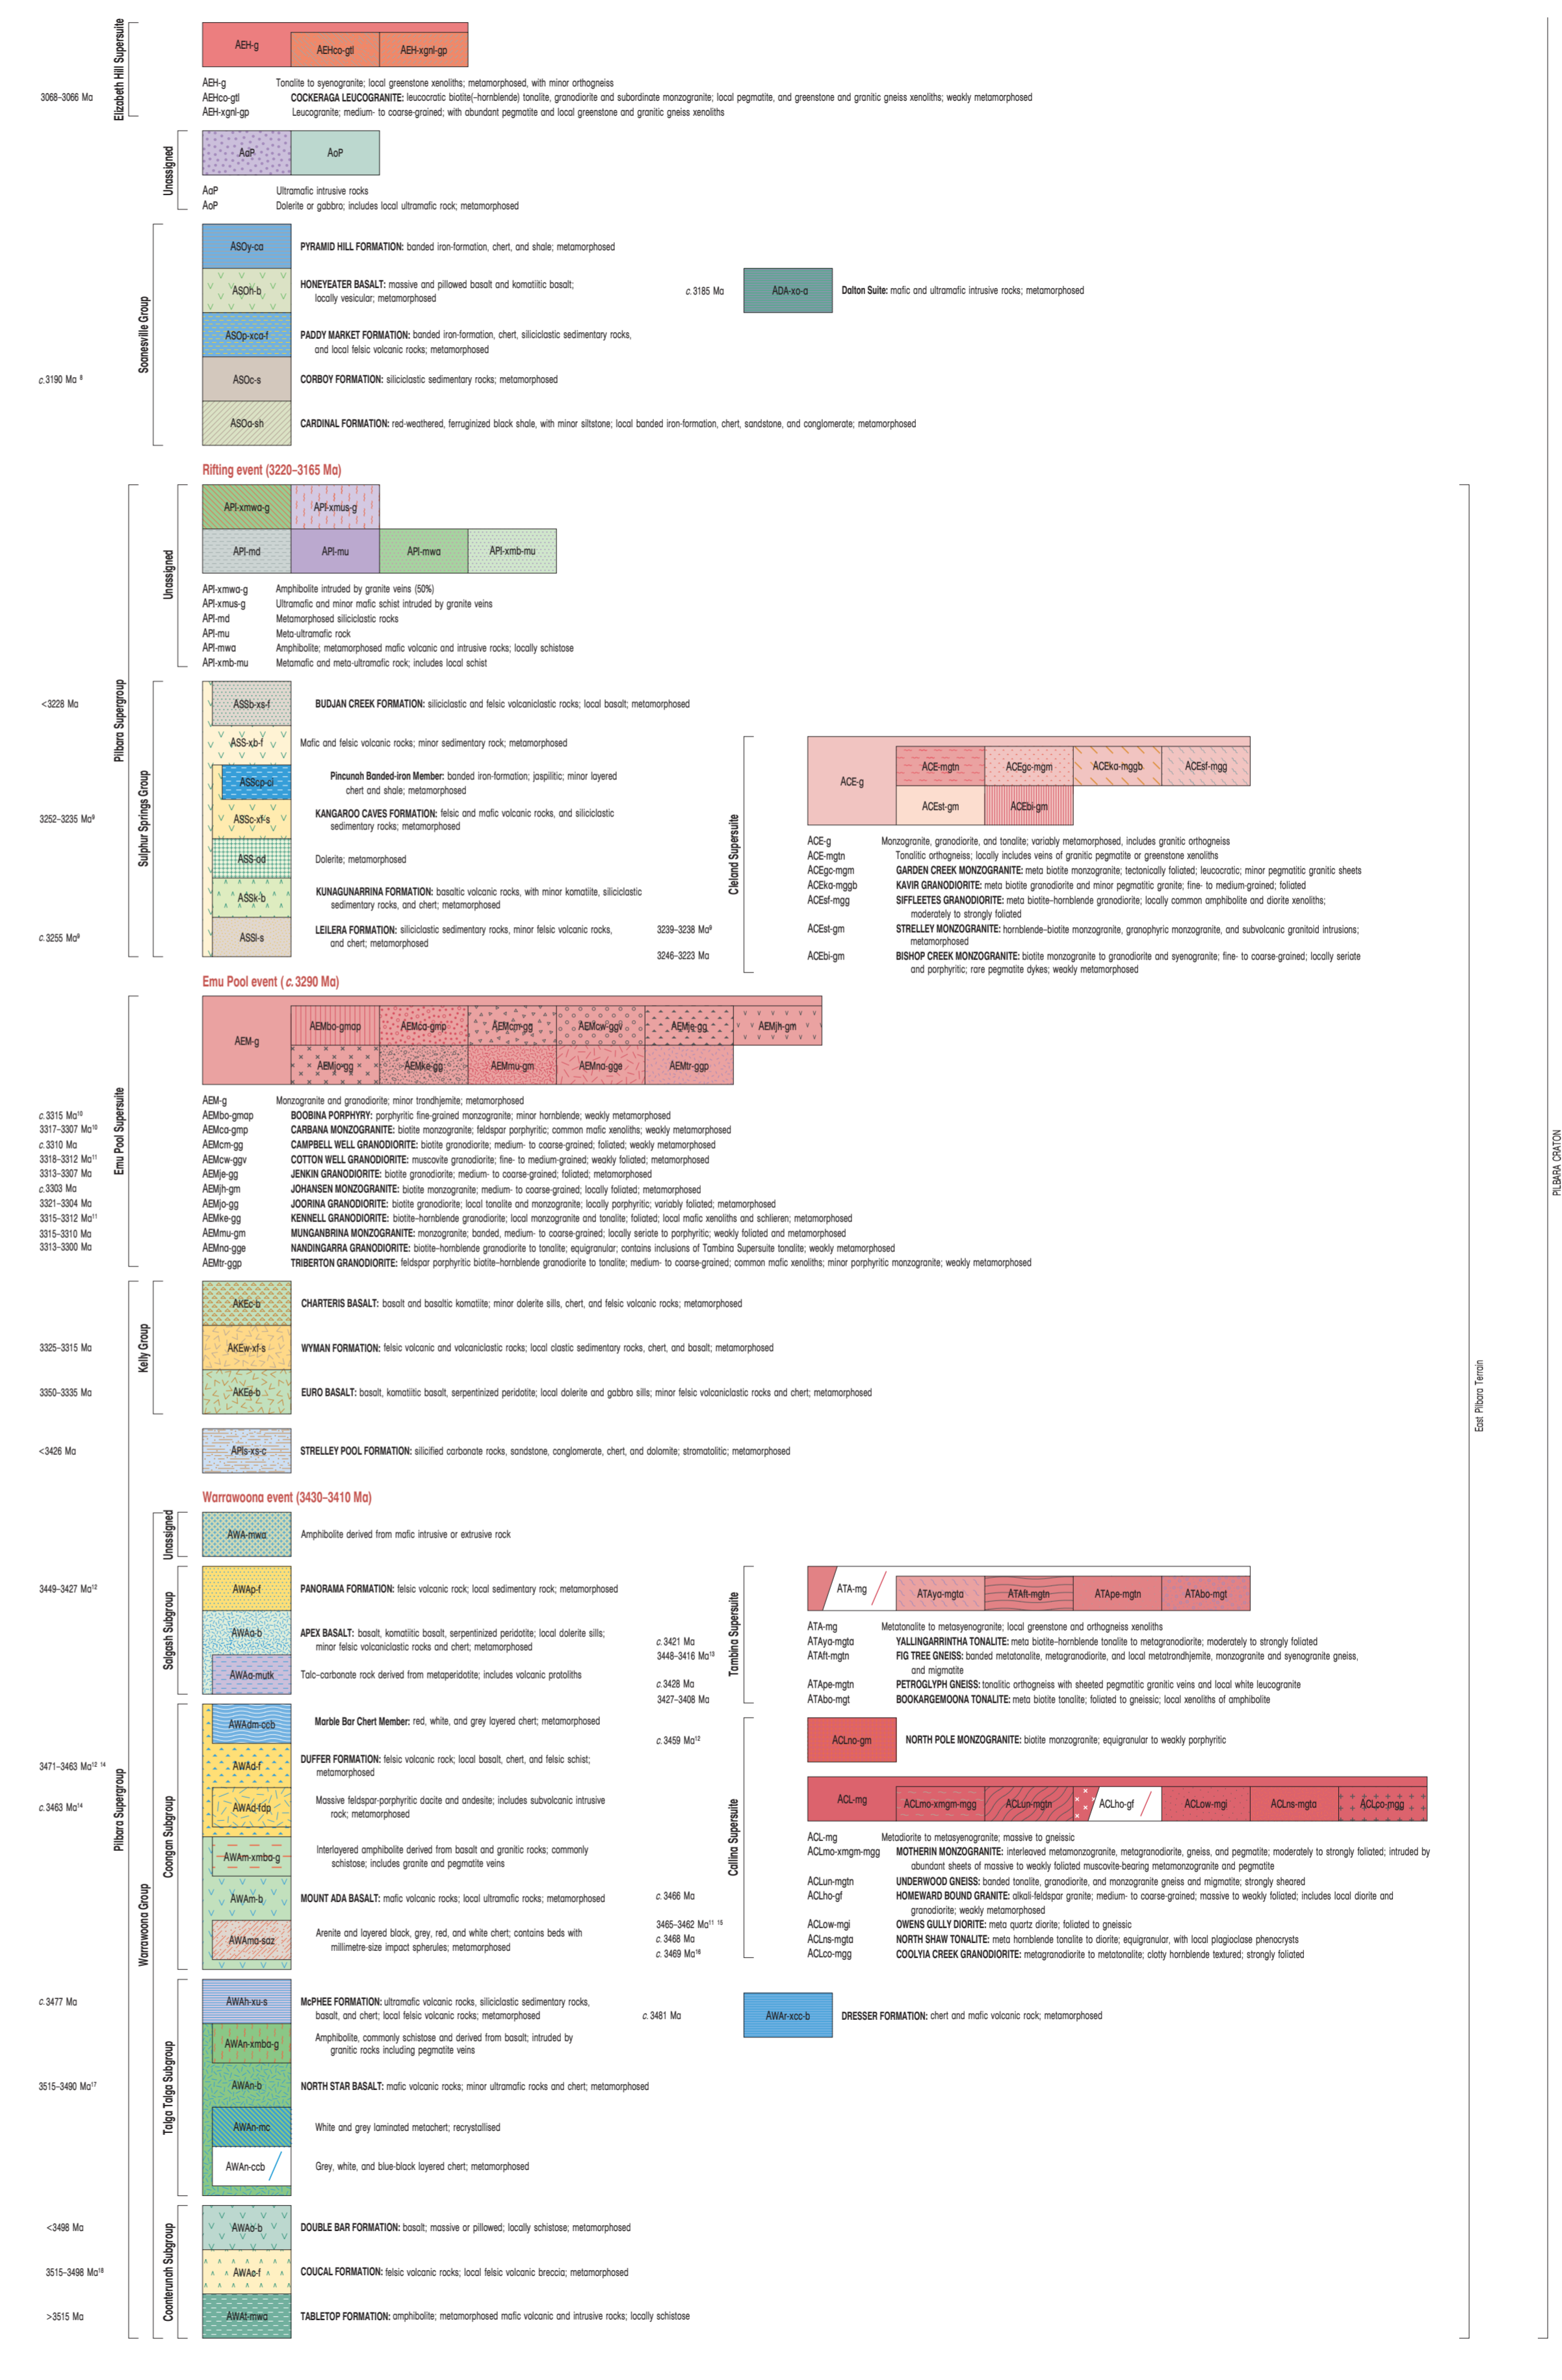 Elizabeth Hill Supersuite
AEH-g
AEHco-gtl
AEH-xgnl-gp
3068–3066 Ma
AEH-g Tonalite to syenogranite; local greenstone xenoliths; metamorphosed, with minor orthogneiss
AEHco-gtl COCKERAGA LEUCOGRANITE: leucocratic biotite(–hornblende) tonalite, granodiorite and subordinate monzogranite; local pegmatite, and greenstone and granitic gneiss xenoliths; weakly metamorphosed
AEH-xgnl-gp Leucogranite; medium- to coarse-grained; with abundant pegmatite and local greenstone and granitic gneiss xenoliths
Unassigned
AaP
AoP
AaP Ultramafic intrusive rocks
AoP Dolerite or gabbro; includes local ultramafic rock; metamorphosed
Soanesville Group
ASOy-ca PYRAMID HILL FORMATION: banded iron-formation, chert, and shale; metamorphosed
ASOh-b HONEYEATER BASALT: massive and pillowed basalt and komatiitic basalt;
locally vesicular; metamorphosed
c. 3185 Ma ADA-xo-a Dalton Suite: mafic and ultramafic intrusive rocks; metamorphosed
ASOp-xca-f PADDY MARKET FORMATION: banded iron-formation, chert, siliciclastic sedimentary rocks,
and local felsic volcanic rocks; metamorphosed
c. 3190 Ma 8 ASOc-s CORBOY FORMATION: siliciclastic sedimentary rocks; metamorphosed
ASOa-sh CARDINAL FORMATION: red-weathered, ferruginized black shale, with minor siltstone; local banded iron-formation, chert, sandstone, and conglomerate; metamorphosed
Rifting event (3220–3165 Ma)
Pilbara Supergroup
Unassigned
API-xmwa-g
API-xmus-g
API-md
API-mu
API-mwa
API-xmb-mu
API-xmwa-g Amphibolite intruded by granite veins (50%)
API-xmus-g Ultramafic and minor mafic schist intruded by granite veins
API-md Metamorphosed siliciclastic rocks
API-mu Meta-ultramafic rock
API-mwa Amphibolite; metamorphosed mafic volcanic and intrusive rocks; locally schistose
API-xmb-mu Metamafic and meta-ultramafic rock; includes local schist
Sulphur Springs Group
<3228 Ma ASSb-xs-f BUDJAN CREEK FORMATION: siliciclastic and felsic volcaniclastic rocks; local basalt; metamorphosed
ASS-xb-f Mafic and felsic volcanic rocks; minor sedimentary rock; metamorphosed
ASScp-ci Pincunah Banded-iron Member: banded iron-formation; jaspilitic; minor layered
chert and shale; metamorphosed
3252–3235 Ma9 ASSc-xf-s KANGAROO CAVES FORMATION: felsic and mafic volcanic rocks, and siliciclastic
sedimentary rocks; metamorphosed
ASS-od Dolerite; metamorphosed
ASSk-b KUNAGUNARRINA FORMATION: basaltic volcanic rocks, with minor komatiite, siliciclastic
sedimentary rocks, and chert; metamorphosed
c. 3255 Ma9 ASSl-s LEILERA FORMATION: siliciclastic sedimentary rocks, minor felsic volcanic rocks,
and chert; metamorphosed
Cleland Supersuite
ACE-g
ACE-mgtn
ACEgc-mgm
ACEka-mggb
ACEsf-mgg
ACEst-gm
ACEbi-gm
ACE-g Monzogranite, granodiorite, and tonalite; variably metamorphosed, includes granitic orthogneiss
ACE-mgtn Tonalitic orthogneiss; locally includes veins of granitic pegmatite or greenstone xenoliths
ACEgc-mgm GARDEN CREEK MONZOGRANITE: meta biotite monzogranite; tectonically foliated; leucocratic; minor pegmatitic granitic sheets
ACEka-mggb KAVIR GRANODIORITE: meta biotite granodiorite and minor pegmatitic granite; fine- to medium-grained; foliated
ACEsf-mgg SIFFLEETES GRANODIORITE: meta biotite–hornblende granodiorite; locally common amphibolite and diorite xenoliths;
moderately to strongly foliated
3239–3238 Ma9 ACEst-gm STRELLEY MONZOGRANITE: hornblende–biotite monzogranite, granophyric monzogranite, and subvolcanic granitoid intrusions;
metamorphosed
3246–3223 Ma ACEbi-gm BISHOP CREEK MONZOGRANITE: biotite monzogranite to granodiorite and syenogranite; fine- to coarse-grained; locally seriate
and porphyritic; rare pegmatite dykes; weakly metamorphosed
Emu Pool event (c. 3290 Ma)
Emu Pool Supersuite
AEM-g
AEMbo-gmap
AEMca-gmp
AEMcm-gg
AEMcw-ggv
AEMje-gg
AEMjh-gm
AEMjo-gg
AEMke-gg
AEMmu-gm
AEMna-gge
AEMtr-ggp
AEM-g Monzogranite and granodiorite; minor trondhjemite; metamorphosed
c. 3315 Ma10 AEMbo-gmap BOOBINA PORPHYRY: porphyritic fine-grained monzogranite; minor hornblende; weakly metamorphosed
3317–3307 Ma10 AEMca-gmp CARBANA MONZOGRANITE: biotite monzogranite; feldspar porphyritic; common mafic xenoliths; weakly metamorphosed
c. 3310 Ma AEMcm-gg CAMPBELL WELL GRANODIORITE: biotite granodiorite; medium- to coarse-grained; foliated; weakly metamorphosed
3318–3312 Ma11 AEMcw-ggv COTTON WELL GRANODIORITE: muscovite granodiorite; fine- to medium-grained; weakly foliated; metamorphosed
3313–3307 Ma AEMje-gg JENKIN GRANODIORITE: biotite granodiorite; medium- to coarse-grained; foliated; metamorphosed
c. 3303 Ma AEMjh-gm JOHANSEN MONZOGRANITE: biotite monzogranite; medium- to coarse-grained; locally foliated; metamorphosed
3321–3304 Ma AEMjo-gg JOORINA GRANODIORITE: biotite granodiorite; local tonalite and monzogranite; locally porphyritic; variably foliated; metamorphosed
3315–3312 Ma11 AEMke-gg KENNELL GRANODIORITE: biotite–hornblende granodiorite; local monzogranite and tonalite; foliated; local mafic xenoliths and schlieren; metamorphosed
3315–3310 Ma AEMmu-gm MUNGANBRINA MONZOGRANITE: monzogranite; banded, medium- to coarse-grained; locally seriate to porphyritic; weakly foliated and metamorphosed
3313–3300 Ma AEMna-gge NANDINGARRA GRANODIORITE: biotite–hornblende granodiorite to tonalite; equigranular; contains inclusions of Tambina Supersuite tonalite; weakly metamorphosed
AEMtr-ggp TRIBERTON GRANODIORITE: feldspar porphyritic biotite–hornblende granodiorite to tonalite; medium- to coarse-grained; common mafic xenoliths; minor porphyritic monzogranite; weakly metamorphosed
Pilbara Supergroup
Kelly Group
AKEc-b CHARTERIS BASALT: basalt and basaltic komatiite; minor dolerite sills, chert, and felsic volcanic rocks; metamorphosed
3325–3315 Ma AKEw-xf-s WYMAN FORMATION: felsic volcanic and volcaniclastic rocks; local clastic sedimentary rocks, chert, and basalt; metamorphosed
3350–3335 Ma AKEe-b EURO BASALT: basalt, komatiitic basalt, serpentinized peridotite; local dolerite and gabbro sills; minor felsic volcaniclastic rocks and chert; metamorphosed
<3426 Ma APIs-xs-c STRELLEY POOL FORMATION: silicified carbonate rocks, sandstone, conglomerate, chert, and dolomite; stromatolitic; metamorphosed
Warrawoona event (3430–3410 Ma)
Warrawoona Group
Unassigned
AWA-mwa Amphibolite derived from mafic intrusive or extrusive rock
Salgash Subgroup
3449–3427 Ma12 AWAp-f PANORAMA FORMATION: felsic volcanic rock; local sedimentary rock; metamorphosed
AWAa-b APEX BASALT: basalt, komatiitic basalt, serpentinized peridotite; local dolerite sills;
minor felsic volcaniclastic rocks and chert; metamorphosed
AWAa-mutk Talc–carbonate rock derived from metaperidotite; includes volcanic protoliths
Tambina Supersuite
ATA-mg
ATAya-mgta
ATAft-mgtn
ATApe-mgtn
ATAbo-mgt
ATA-mg Metatonalite to metasyenogranite; local greenstone and orthogneiss xenoliths
c. 3421 Ma ATAya-mgta YALLINGARRINTHA TONALITE: meta biotite–hornblende tonalite to metagranodiorite; moderately to strongly foliated
3448–3416 Ma13 ATAft-mgtn FIG TREE GNEISS: banded metatonalite, metagranodiorite, and local metatrondhjemite, monzogranite and syenogranite gneiss,
and migmatite
c. 3428 Ma ATApe-mgtn PETROGLYPH GNEISS: tonalitic orthogneiss with sheeted pegmatitic granitic veins and local white leucogranite
3427–3408 Ma ATAbo-mgt BOOKARGEMOONA TONALITE: meta biotite tonalite; foliated to gneissic; local xenoliths of amphibolite
Coongan Subgroup
AWAdm-ccb Marble Bar Chert Member: red, white, and grey layered chert; metamorphosed
3471–3463 Ma12 14 AWAd-f DUFFER FORMATION: felsic volcanic rock; local basalt, chert, and felsic schist;
metamorphosed
c. 3463 Ma14 AWAd-fdp Massive feldspar-porphyritic dacite and andesite; includes subvolcanic intrusive
rock; metamorphosed
AWAm-xmba-g Interlayered amphibolite derived from basalt and granitic rocks; commonly
schistose; includes granite and pegmatite veins
AWAm-b MOUNT ADA BASALT: mafic volcanic rocks; local ultramafic rocks; metamorphosed
AWAma-saz Arenite and layered black, grey, red, and white chert; contains beds with
millimetre-size impact spherules; metamorphosed
Callina Supersuite
c. 3459 Ma12 ACLno-gm NORTH POLE MONZOGRANITE: biotite monzogranite; equigranular to weakly porphyritic
ACL-mg
ACLmo-xmgm-mgg
ACLun-mgtn
ACLho-gf
ACLow-mgi
ACLns-mgta
ACLco-mgg
ACL-mg Metadiorite to metasyenogranite; massive to gneissic
ACLmo-xmgm-mgg MOTHERIN MONZOGRANITE: interleaved metamonzogranite, metagranodiorite, gneiss, and pegmatite; moderately to strongly foliated; intruded by
abundant sheets of massive to weakly foliated muscovite-bearing metamonzogranite and pegmatite
ACLun-mgtn UNDERWOOD GNEISS: banded tonalite, granodiorite, and monzogranite gneiss and migmatite; strongly sheared
c. 3466 Ma ACLho-gf HOMEWARD BOUND GRANITE: alkali-feldspar granite; medium- to coarse-grained; massive to weakly foliated; includes local diorite and
granodiorite; weakly metamorphosed
3465–3462 Ma11 15 ACLow-mgi OWENS GULLY DIORITE: meta quartz diorite; foliated to gneissic
c. 3468 Ma ACLns-mgta NORTH SHAW TONALITE: meta hornblende tonalite to diorite; equigranular, with local plagioclase phenocrysts
c. 3469 Ma16 ACLco-mgg COOLYIA CREEK GRANODIORITE: metagranodiorite to metatonalite; clotty hornblende textured; strongly foliated
Talga Talga Subgroup
c. 3477 Ma AWAh-xu-s McPHEE FORMATION: ultramafic volcanic rocks, siliciclastic sedimentary rocks,
basalt, and chert; local felsic volcanic rocks; metamorphosed
c. 3481 Ma AWAr-xcc-b DRESSER FORMATION: chert and mafic volcanic rock; metamorphosed
AWAn-xmba-g Amphibolite, commonly schistose and derived from basalt; intruded by
granitic rocks including pegmatite veins
3515–3490 Ma17 AWAn-b NORTH STAR BASALT: mafic volcanic rocks; minor ultramafic rocks and chert; metamorphosed
AWAn-mc White and grey laminated metachert; recrystallised
AWAn-ccb Grey, white, and blue-black layered chert; metamorphosed
Coonterunah Subgroup
<3498 Ma AWAo-b DOUBLE BAR FORMATION: basalt; massive or pillowed; locally schistose; metamorphosed
3515–3498 Ma18 AWAc-f COUCAL FORMATION: felsic volcanic rocks; local felsic volcanic breccia; metamorphosed
>3515 Ma AWAt-mwa TABLETOP FORMATION: amphibolite; metamorphosed mafic volcanic and intrusive rocks; locally schistose
East Pilbara Terrain
PILBARA CRATON